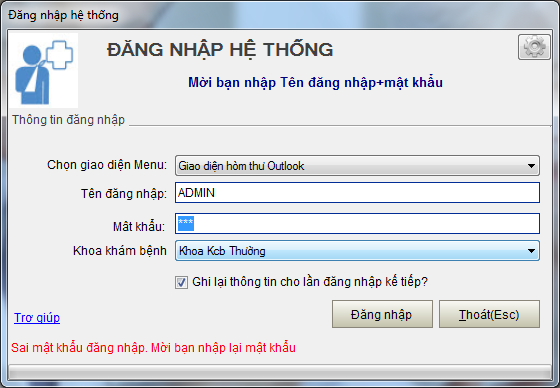 Đăng nhập hệ thống
ĐĂNG NHẬP HỆ THỐNG
Mời bạn nhập Tên đăng nhập+mật khẩu
Thông tin đăng nhập
Chọn giao diện Menu: Giao diện hòm thư Outlook
Tên đăng nhập: ADMIN
Mât khẩu: ***
Khoa khám bệnh Khoa Kcb Thường
Ghi lại thông tin cho lần đăng nhập kế tiếp?
Trợ giúp Đăng nhập Thoát(Esc)
Sai mật khẩu đăng nhập. Mời bạn nhập lại mật khẩu